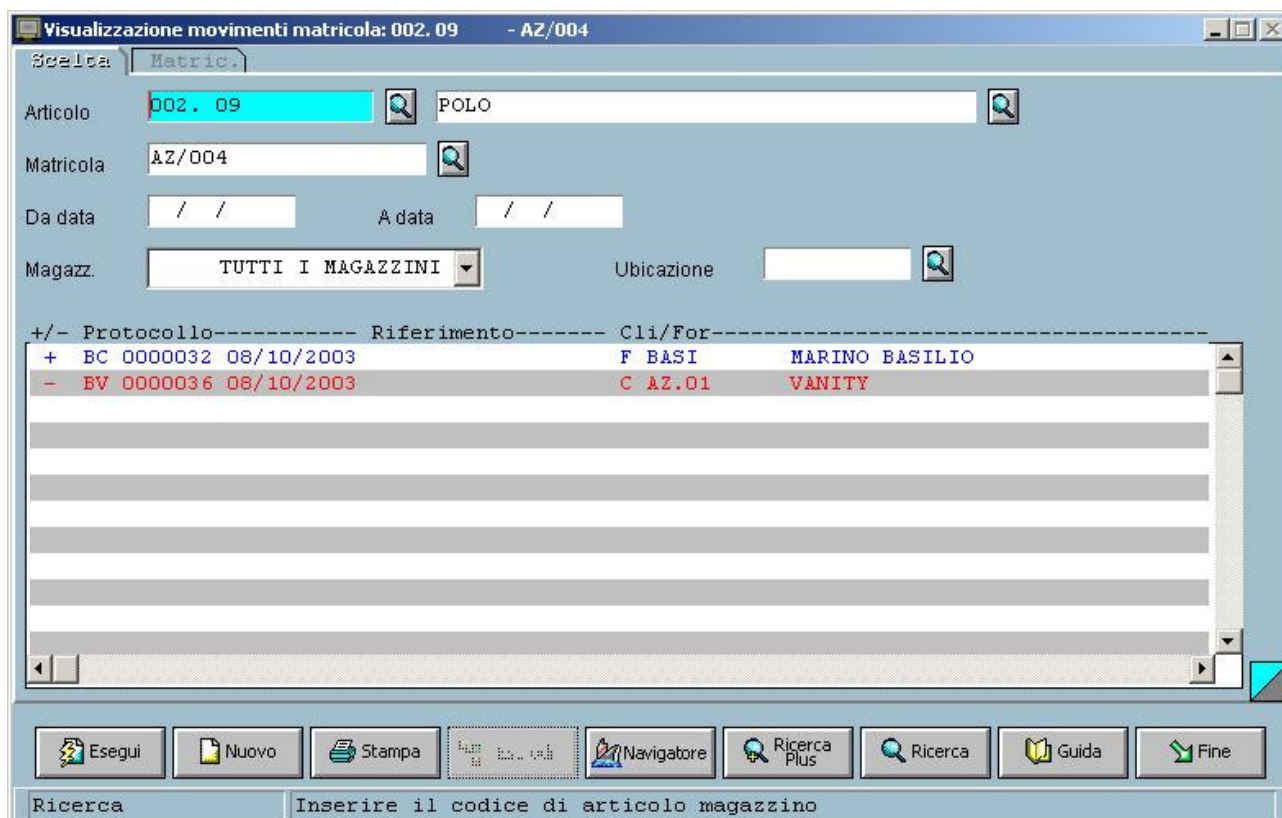 Visualizzazione movimenti matricola: 002. 09 - AZ/004
Scelta Matric.
Articolo 002. 09 POLO
Matricola AZ/004
Da data / / A data / /
Magazz. TUTTI I MAGAZZINI Ubicazione
+/- Protocollo----------- Riferimento------- Cli/For-------------------------------------
+ BC 0000032 08/10/2003 F BASI MARINO BASILIO
- BV 0000036 08/10/2003 C AZ.01 VANITY
Esegui Nuovo Stampa Navigatore Ricerca Plus Ricerca Guida Fine
Ricerca Inserire il codice di articolo magazzino